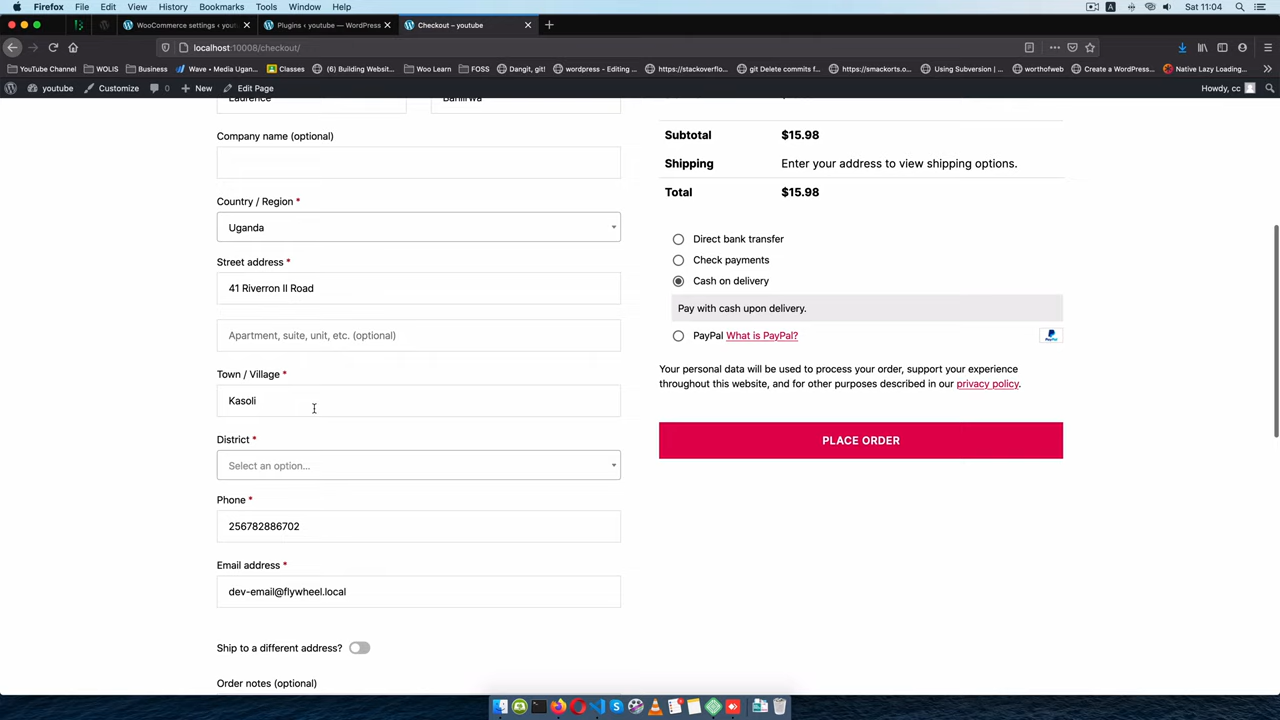 Firefox File Edit View History Bookmarks Tools Window Help
Sat 11:04
WooCommerce settings ‹ yout
Plugins ‹ youtube — WordPress
Checkout – youtube
localhost:10008/checkout/
YouTube Channel WOLIS Business Wave • Media Ugan... Classes (6) Building Websit... Woo Learn FOSS Dangit, git! wordpress - Editing ... https://stackoverflo... git Delete commits f... https://smackorts.o... Using Subversion | ... worthofweb Create a WordPress... Native Lazy Loading...
youtube Customize 0 New Edit Page
Howdy, cc
Laurence
Company name (optional)
Country / Region *
Uganda
Street address *
41 Riverron II Road
Apartment, suite, unit, etc. (optional)
Town / Village *
Kasoli
District *
Select an option...
Phone *
256782886702
Email address *
dev-email@flywheel.local
Ship to a different address?
Order notes (optional)
Subtotal $15.98
Shipping Enter your address to view shipping options.
Total $15.98
Direct bank transfer
Check payments
Cash on delivery
Pay with cash upon delivery.
PayPal What is PayPal?
Your personal data will be used to process your order, support your experience
throughout this website, and for other purposes described in our privacy policy.
PLACE ORDER